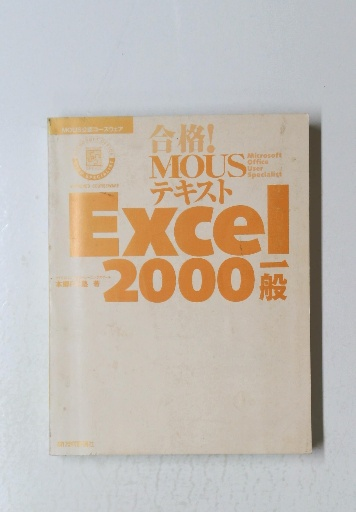 合格!
MOUS
Microsoft
Office
User
Specialist
テキスト
Excel
2000
一般